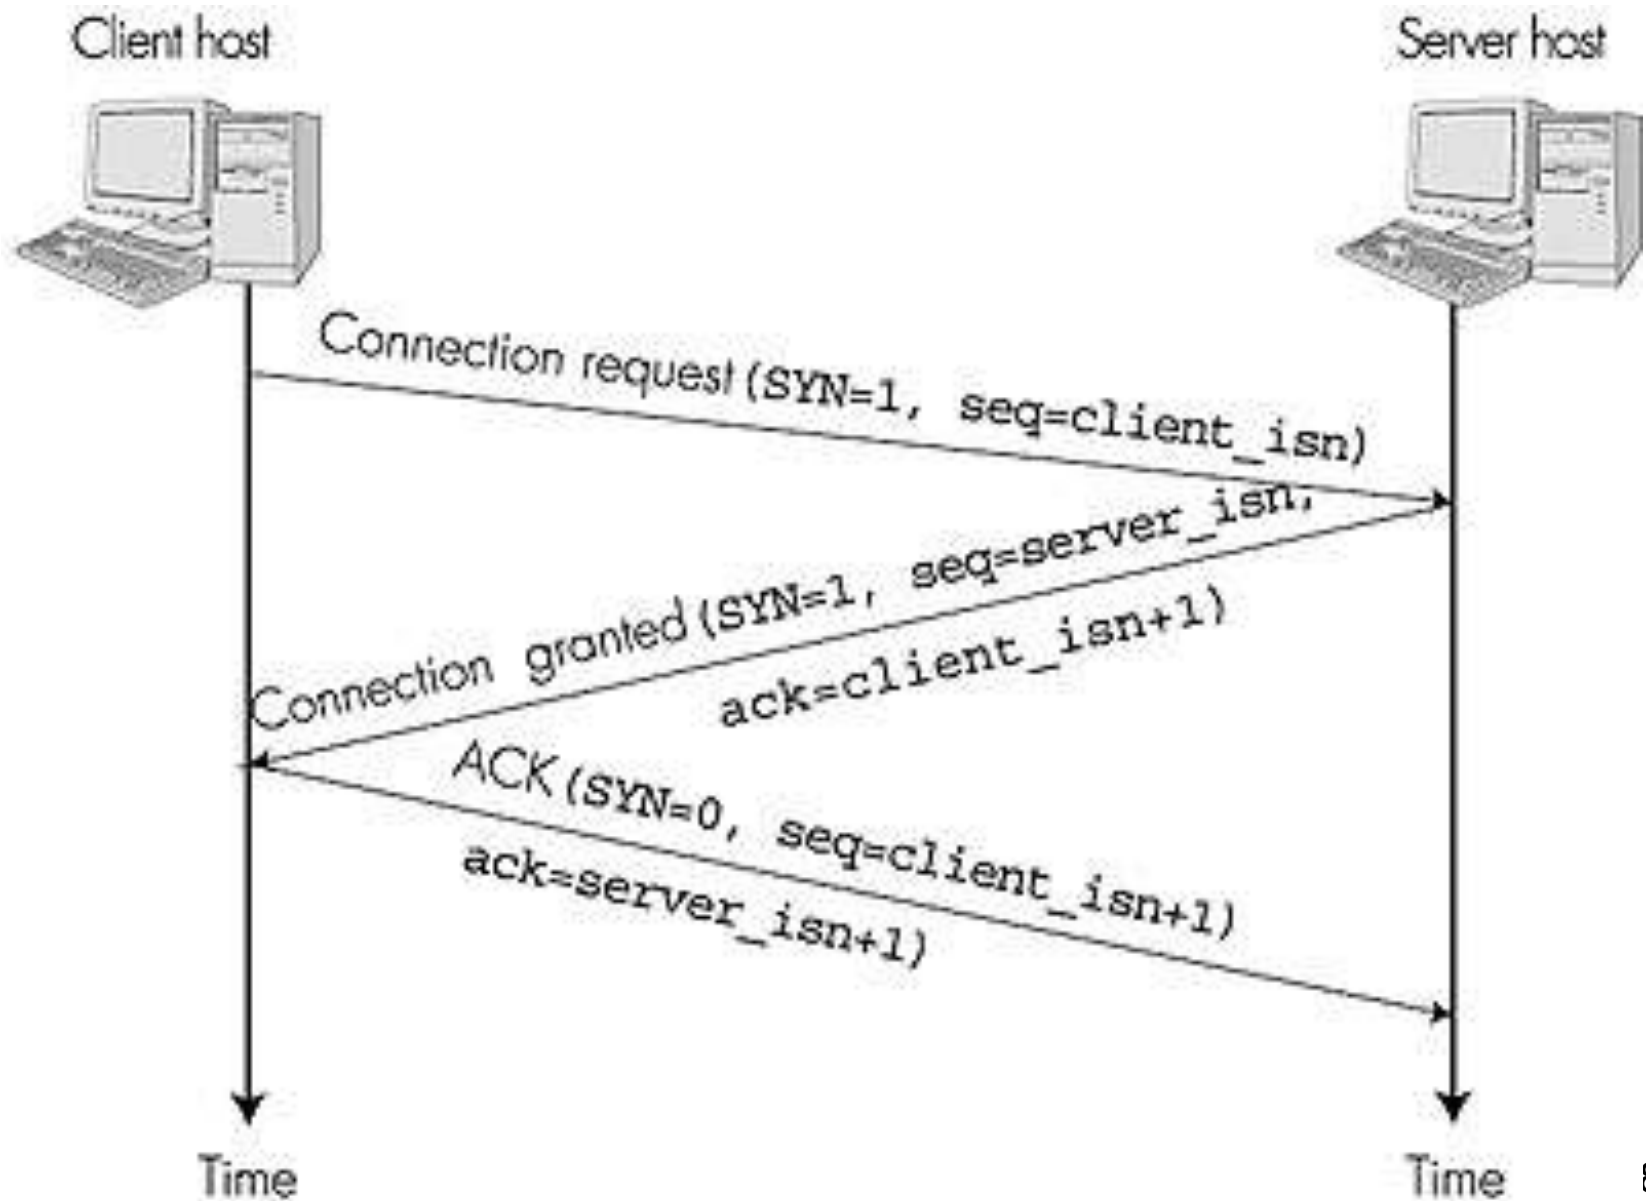 Client host
Server host
Connection request (SYN=1, seq=client_isn)
Connection granted (SYN=1, seq=server_isn,
ack=client_isn+1)
ACK (SYN=0, seq=client_isn+1)
ack=server_isn+1)
Time
Time